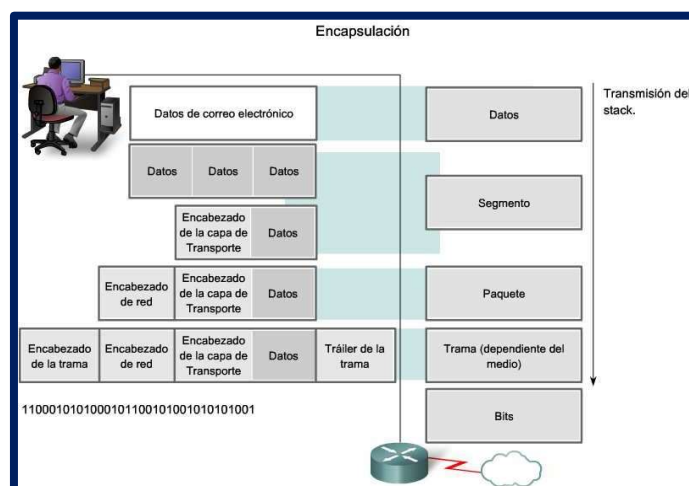 Encapsulación
Transmisión del
stack.
Datos de correo electrónico
Datos
Datos
Datos
Datos
Segmento
Encabezado
de la capa de
Transporte
Datos
Encabezado
de red
Encabezado
de la capa de
Transporte
Datos
Paquete
Encabezado
de la trama
Encabezado
de red
Encabezado
de la capa de
Transporte
Datos
Tráiler de la
trama
Trama (dependiente del
medio)
1100010101000101100101001010101001
Bits